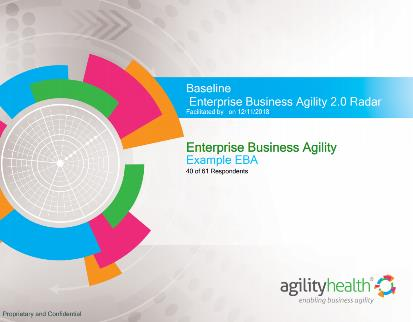 Baseline
Enterprise Business Agility 2.0 Radar
Facilitated by on 12/11/2018
Enterprise Business Agility
Example EBA
40 of 61 Respondents
agilityhealth®
enabling business agility
Proprietary and Confidential